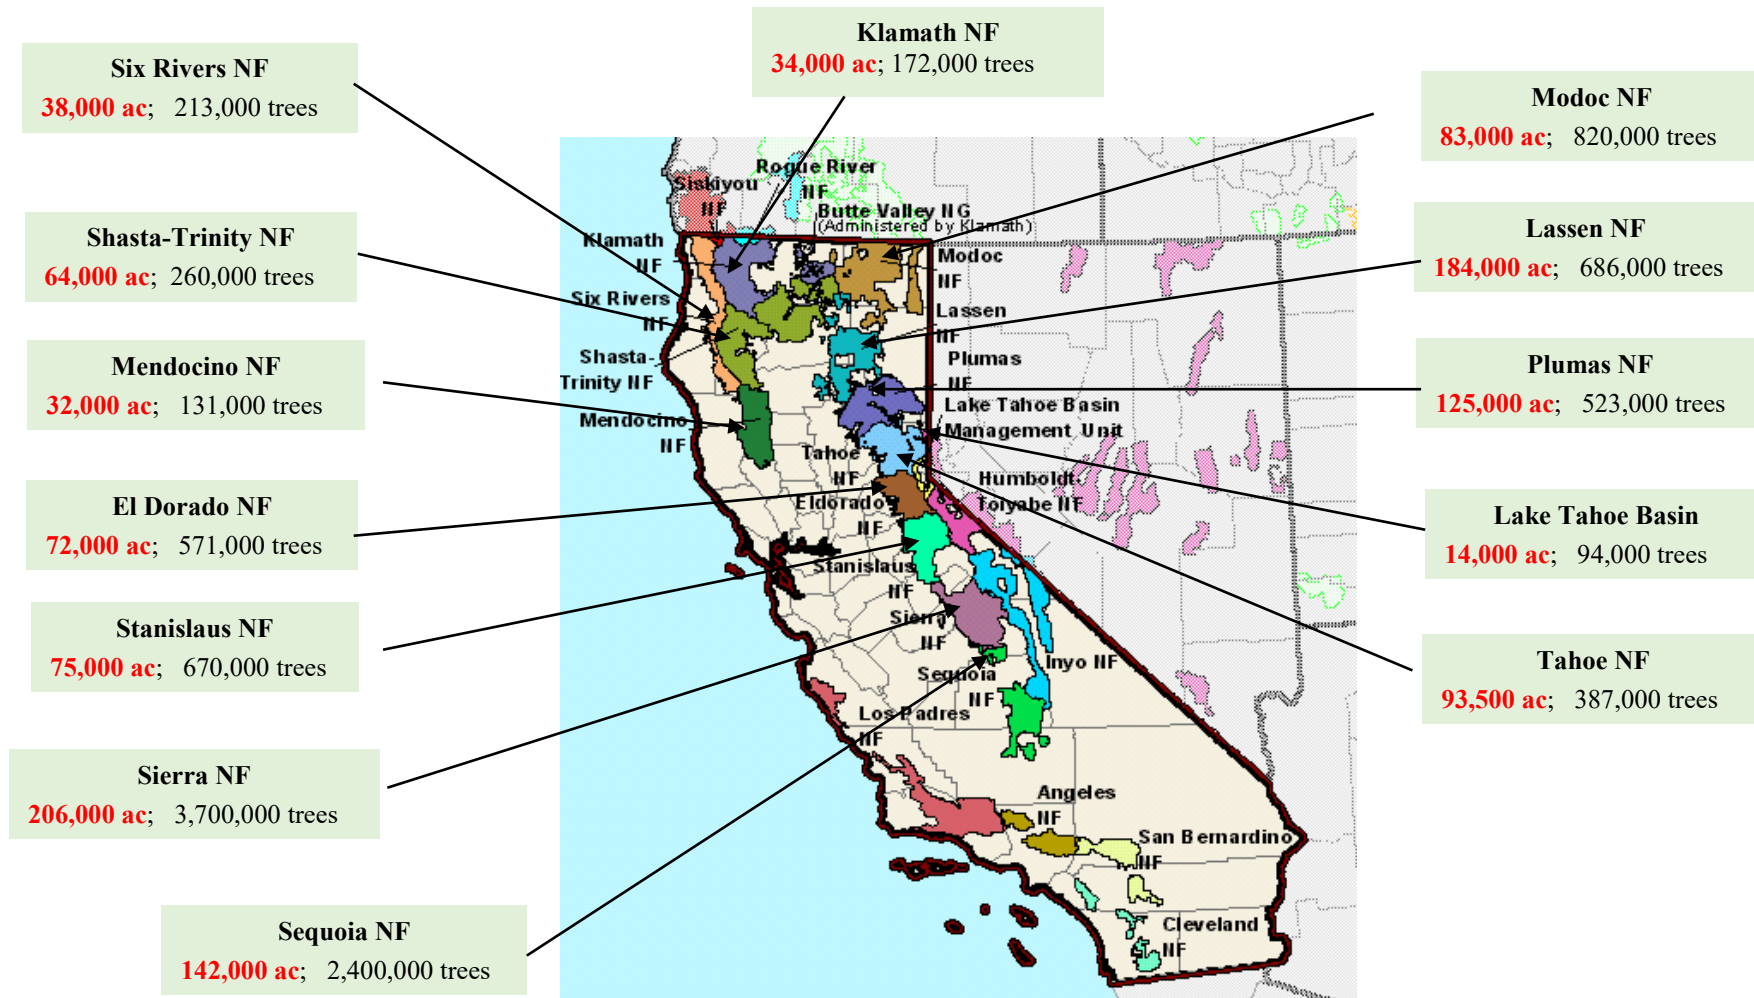 Klamath NF
34,000 ac; 172,000 trees
Six Rivers NF
38,000 ac; 213,000 trees
Modoc NF
83,000 ac; 820,000 trees
Shasta-Trinity NF
64,000 ac; 260,000 trees
Lassen NF
184,000 ac; 686,000 trees
Mendocino NF
32,000 ac; 131,000 trees
Plumas NF
125,000 ac; 523,000 trees
El Dorado NF
72,000 ac; 571,000 trees
Lake Tahoe Basin
14,000 ac; 94,000 trees
Stanislaus NF
75,000 ac; 670,000 trees
Tahoe NF
93,500 ac; 387,000 trees
Sierra NF
206,000 ac; 3,700,000 trees
Sequoia NF
142,000 ac; 2,400,000 trees
Rogue River
NF
Siskiyou
NF
Butte Valley NG
(Administered by Klamath)
Klamath
NF
Modoc
NF
Six Rivers
NF
Lassen
NF
Shasta-
Trinity NF
Plumas
NF
Lake Tahoe Basin
Management Unit
Mendocino
NF
Tahoe
NF
Humboldt-
Toiyabe NF
Eldorado
NF
Stanislaus
NF
Sierra
NF
Inyo NF
Sequoia
NF
Los Padres
NF
Angeles
NF
San Bernardino
NF
Cleveland
NF